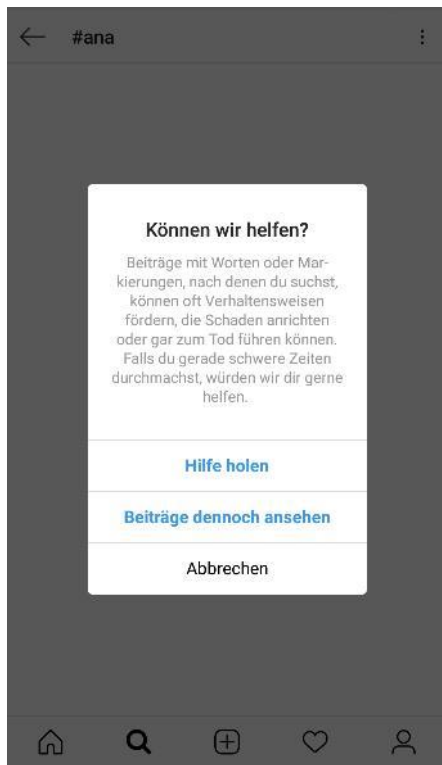 #ana
Können wir helfen?
Beiträge mit Worten oder Mar-
kierungen, nach denen du suchst,
können oft Verhaltensweisen
fördern, die Schaden anrichten
oder gar zum Tod führen können.
Falls du gerade schwere Zeiten
durchmachst, würden wir dir gerne
helfen.
Hilfe holen
Beiträge dennoch ansehen
Abbrechen